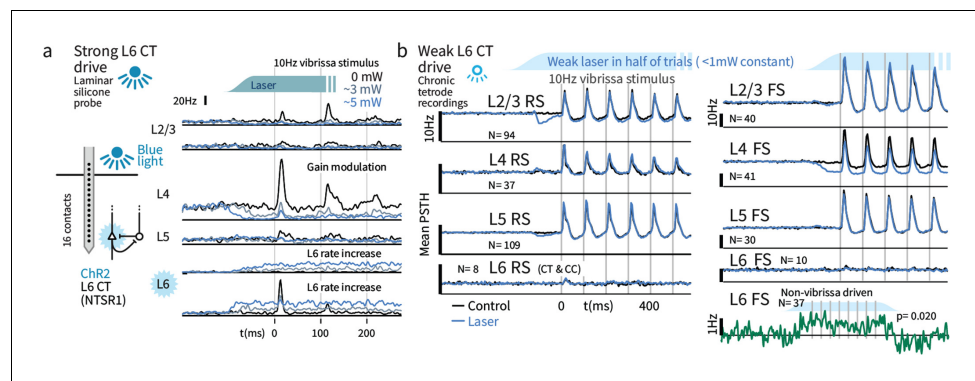 a
Strong L6 CT
drive
Laminar
silicone
probe
10Hz vibrissa stimulus
Laser
0 mW
~3 mW
~5 mW
20Hz
L2/3
Blue
light
Gain modulation
L4
16 contacts
L5
L6 rate increase
ChR2
L6 CT
(NTSR1)
L6
L6 rate increase
t(ms)
0
100
200
b
Weak L6 CT
drive
Chronic
tetrode
recordings
Weak laser in half of trials ( <1mW constant)
10Hz vibrissa stimulus
L2/3 RS
10Hz
N= 94
L4 RS
N= 37
Mean PSTH
L5 RS
N= 109
N= 8 L6 RS (CT & CC)
Control
Laser
0 t(ms) 400
L2/3 FS
10Hz
N= 40
L4 FS
N= 41
L5 FS
N= 30
L6 FS N= 10
L6 FS
Non-vibrissa driven
N= 37
p= 0.020
1Hz